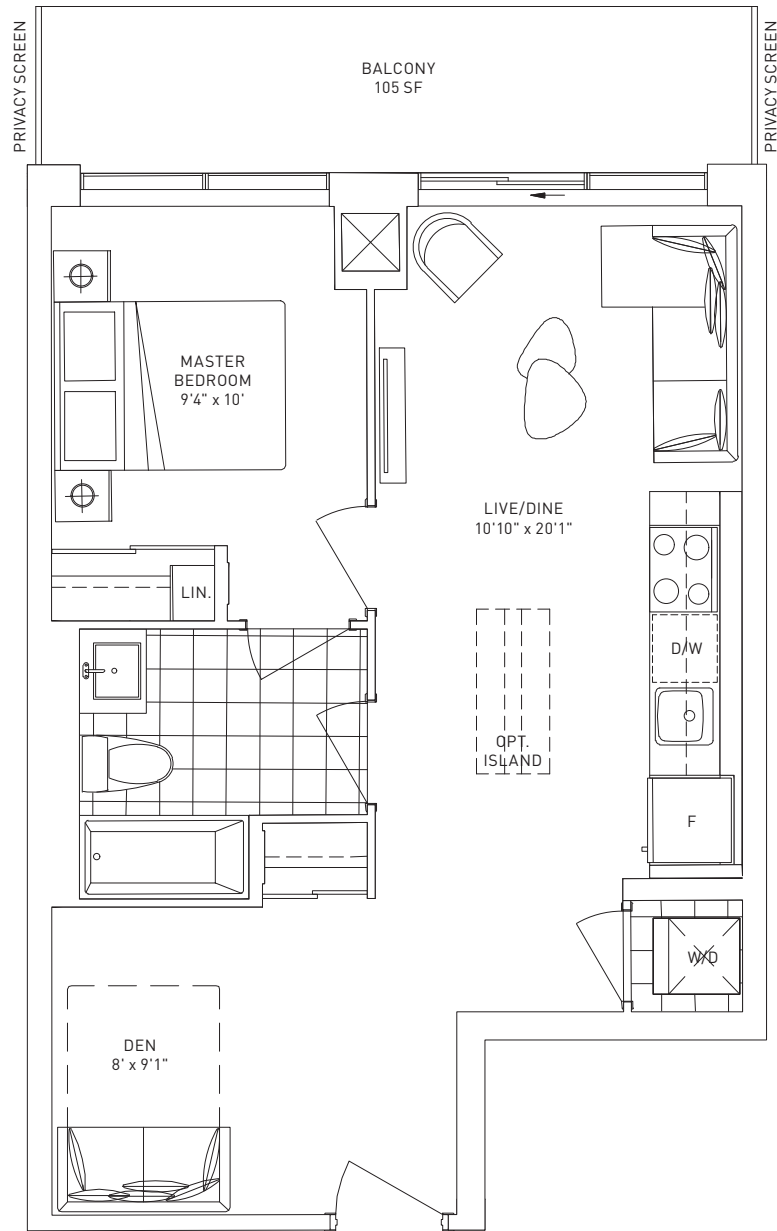 PRIVACY SCREEN
BALCONY
105 SF
PRIVACY SCREEN
MASTER
BEDROOM
9'4" x 10'
LIVE/DINE
10'10" x 20'1"
LIN.
D/W
OPT.
ISLAND
F
W/D
DEN
8' x 9'1"